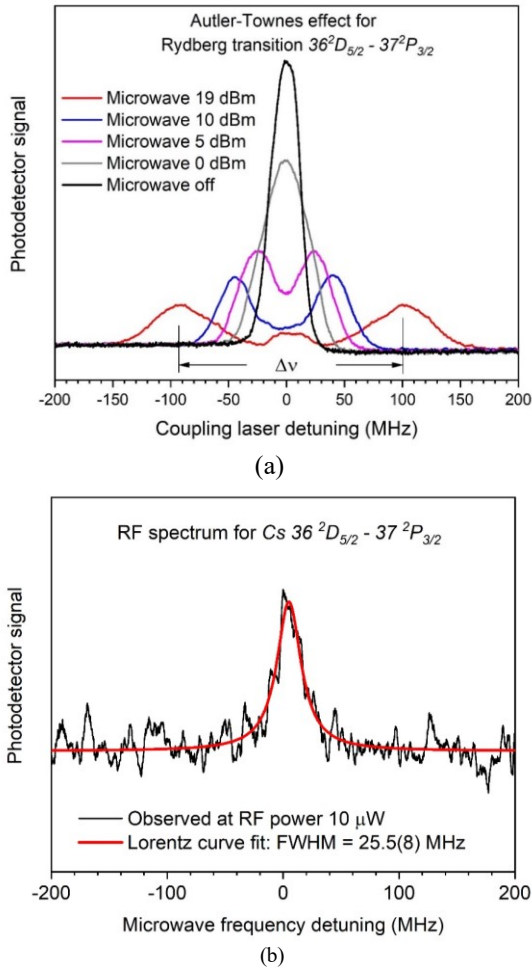 Autler-Townes effect for
Rydberg transition 36²D₅/₂ - 37²P₃/₂
Microwave 19 dBm
Microwave 10 dBm
Microwave 5 dBm
Microwave 0 dBm
Microwave off
Photodetector signal
Δν
-200 -150 -100 -50 0 50 100 150 200
Coupling laser detuning (MHz)
(a)
RF spectrum for Cs 36 ²D₅/₂ - 37 ²P₃/₂
Photodetector signal
Observed at RF power 10 μW
Lorentz curve fit: FWHM = 25.5(8) MHz
-200 -100 0 100 200
Microwave frequency detuning (MHz)
(b)